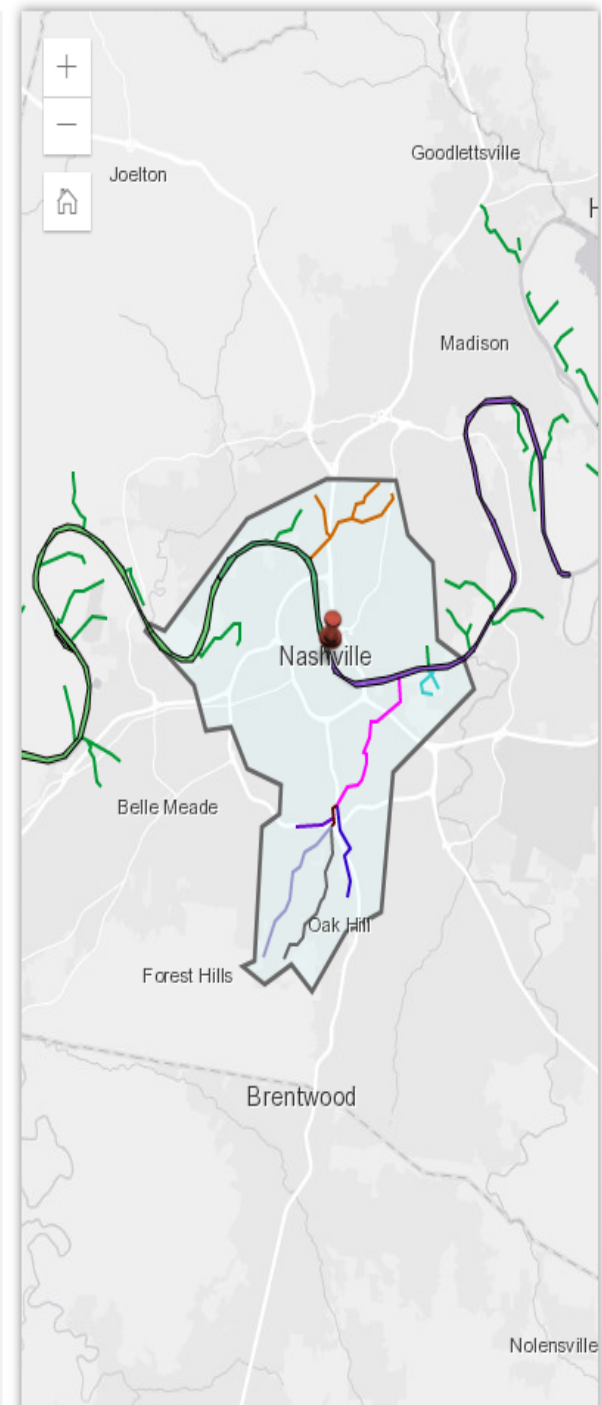 +
Goodlettsville
−
Joelton
H
Madison
Nashville
Belle Meade
Oak Hill
Forest Hills
Brentwood
Nolensville